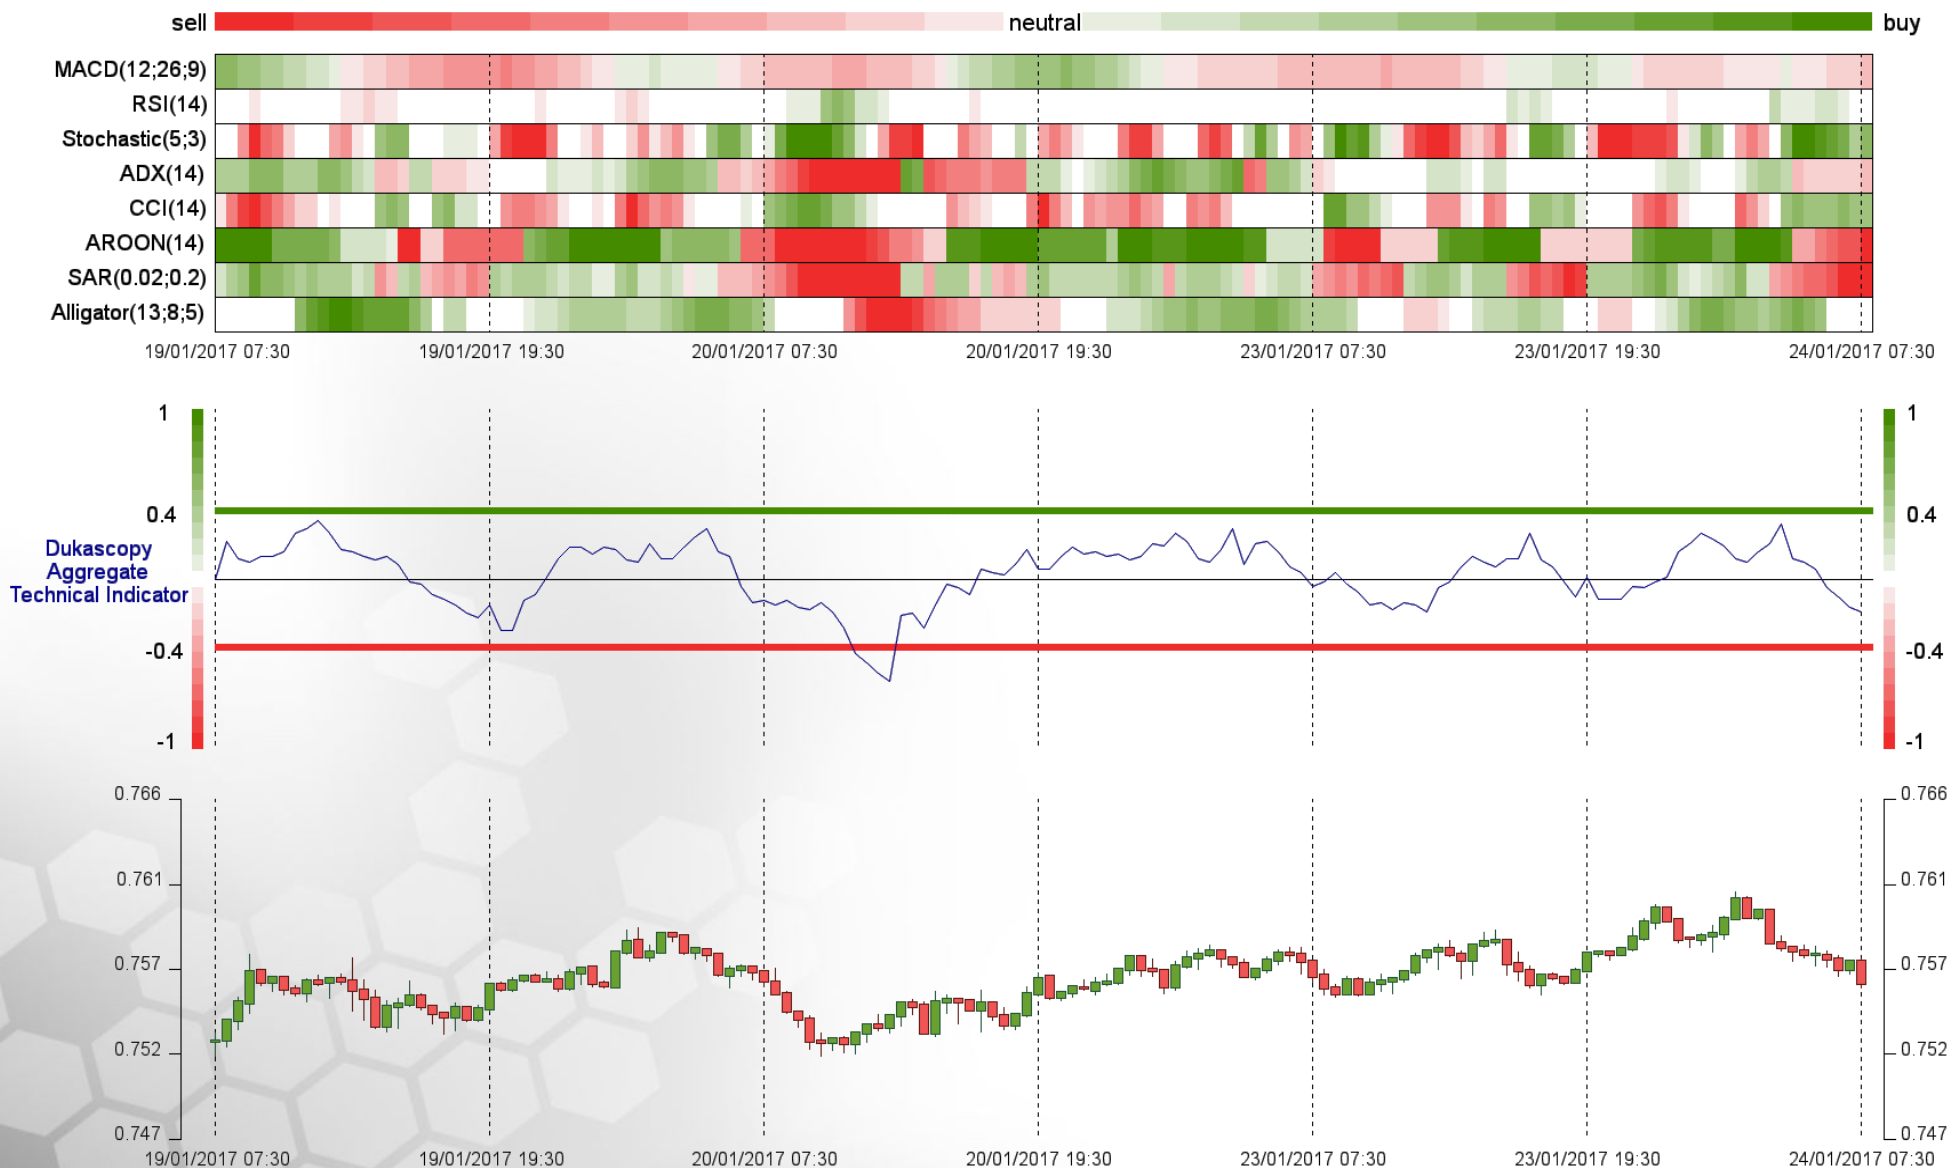 sell neutral buy
MACD(12;26;9)
RSI(14)
Stochastic(5;3)
ADX(14)
CCI(14)
AROON(14)
SAR(0.02;0.2)
Alligator(13;8;5)
19/01/2017 07:30 19/01/2017 19:30 20/01/2017 07:30 20/01/2017 19:30 23/01/2017 07:30 23/01/2017 19:30 24/01/2017 07:30
1 1
0.4 0.4
Dukascopy
Aggregate
Technical Indicator
-0.4 -0.4
-1 -1
0.766 0.766
0.761 0.761
0.757 0.757
0.752 0.752
0.747 0.747
19/01/2017 07:30 19/01/2017 19:30 20/01/2017 07:30 20/01/2017 19:30 23/01/2017 07:30 23/01/2017 19:30 24/01/2017 07:30